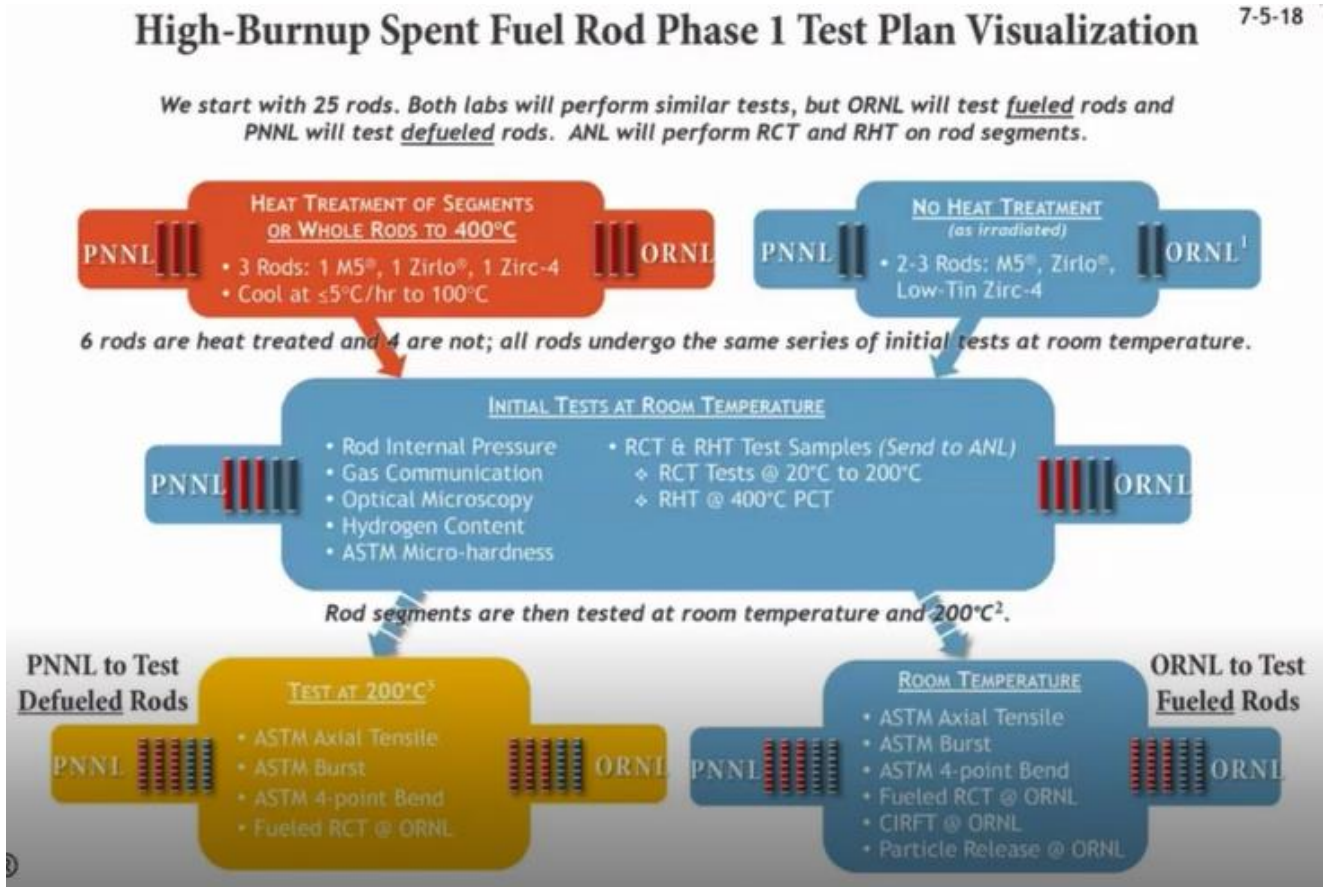 7-5-18
High-Burnup Spent Fuel Rod Phase 1 Test Plan Visualization
We start with 25 rods. Both labs will perform similar tests, but ORNL will test fueled rods and
PNNL will test defueled rods. ANL will perform RCT and RHT on rod segments.
PNNL
HEAT TREATMENT OF SEGMENTS
OR WHOLE RODS TO 400°C
• 3 Rods: 1 M5®, 1 Zirlo®, 1 Zirc-4
• Cool at ≤5°C/hr to 100°C
ORNL
PNNL
NO HEAT TREATMENT
(as irradiated)
• 2-3 Rods: M5®, Zirlo®,
Low-Tin Zirc-4
ORNL¹
6 rods are heat treated and 4 are not; all rods undergo the same series of initial tests at room temperature.
INITIAL TESTS AT ROOM TEMPERATURE
PNNL
• Rod Internal Pressure
• Gas Communication
• Optical Microscopy
• Hydrogen Content
• ASTM Micro-hardness
• RCT & RHT Test Samples (Send to ANL)
❖ RCT Tests @ 20°C to 200°C
❖ RHT @ 400°C PCT
ORNL
Rod segments are then tested at room temperature and 200°C².
PNNL to Test
Defueled Rods
PNNL
TEST AT 200°C³
• ASTM Axial Tensile
• ASTM Burst
• ASTM 4-point Bend
• Fueled RCT @ ORNL
ORNL
PNNL
ROOM TEMPERATURE
• ASTM Axial Tensile
• ASTM Burst
• ASTM 4-point Bend
• Fueled RCT @ ORNL
• CIRFT @ ORNL
• Particle Release @ ORNL
ORNL to Test
Fueled Rods
ORNL
®